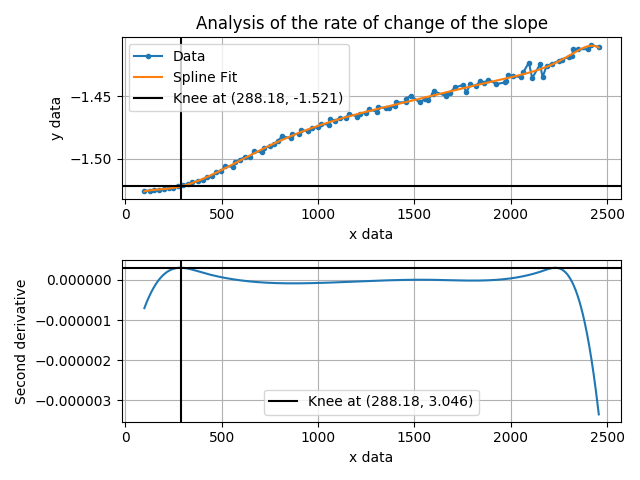 Analysis of the rate of change of the slope
Data
Spline Fit
Knee at (288.18, -1.521)
−1.45
−1.50
y data
0 500 1000 1500 2000 2500
x data
0.000000
−0.000001
−0.000002
−0.000003
Second derivative
Knee at (288.18, 3.046)
0 500 1000 1500 2000 2500
x data